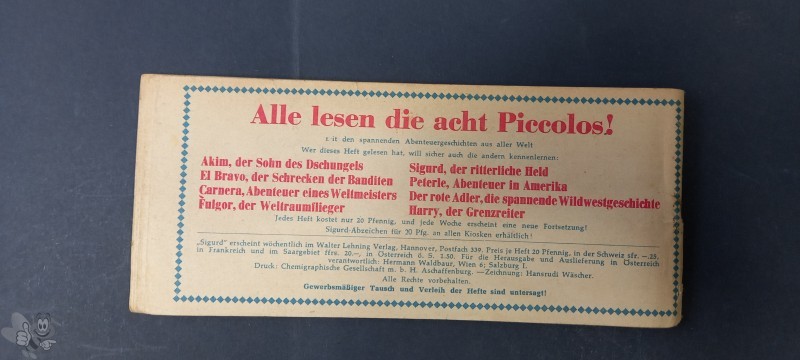 Alle lesen die acht Piccolos!
mit den spannenden Abenteuergeschichten aus aller Welt
Wer dieses Heft gelesen hat, will sicher auch die andern kennenlernen:
Akim, der Sohn des Dschungels
El Bravo, der Schrecken der Banditen
Carnera, Abenteuer eines Weltmeisters
Fulgor, der Weltraumflieger
Sigurd, der ritterliche Held
Peterle, Abenteuer in Amerika
Der rote Adler, die spannende Wildwestgeschichte
Harry, der Grenzreiter
Jedes Heft kostet nur 20 Pfennig, und jede Woche erscheint eine neue Fortsetzung!
Sigurd-Abzeichen für 30 Pfg. an allen Kiosken erhältlich!
„Sigurd" erscheint wöchentlich im Walter Lehning Verlag, Hannover, Postfach 339. Preis je Heft 20 Pfennig, in der Schweiz sfr. –.25,
in Frankreich und im Saargebiet ffrs. 20.–, in Österreich ö. S. 1.50. Für die Herausgabe und Auslieferung in Österreich
verantwortlich: Hermann Waldbaur, Wien 6; Salzburg I.
Druck: Chemigraphische Gesellschaft m. b. H. Aschaffenburg. — Zeichnung: Hansrudi Wäscher.
Alle Rechte vorbehalten.
Gewerbsmäßiger Tausch und Verleih der Hefte sind untersagt!